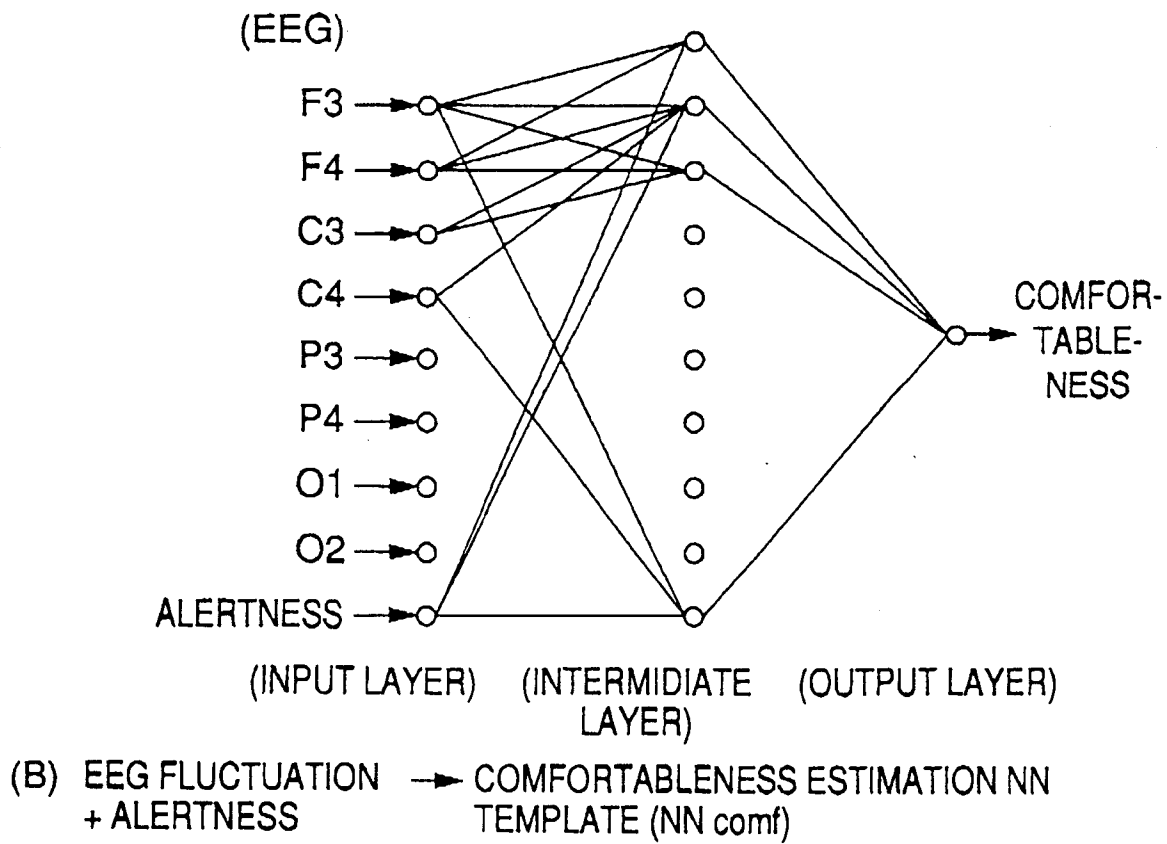 (EEG)
F3
F4
C3
C4
P3
P4
O1
O2
ALERTNESS
COMFOR-
TABLE-
NESS
(INPUT LAYER)
(INTERMIDIATE
LAYER)
(OUTPUT LAYER)
(B) EEG FLUCTUATION → COMFORTABLENESS ESTIMATION NN
+ ALERTNESS TEMPLATE (NN comf)